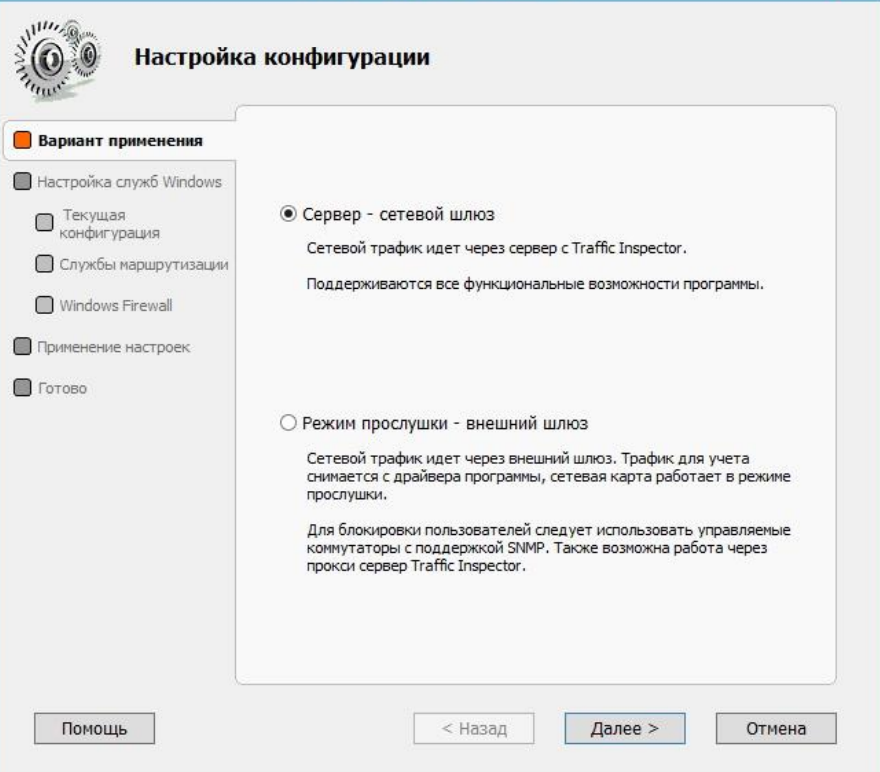 Настройка конфигурации
Вариант применения
Настройка служб Windows
Текущая
конфигурация
Службы маршрутизации
Windows Firewall
Применение настроек
Готово
Сервер - сетевой шлюз
Сетевой трафик идет через сервер с Traffic Inspector.
Поддерживаются все функциональные возможности программы.
Режим прослушки - внешний шлюз
Сетевой трафик идет через внешний шлюз. Трафик для учета
снимается с драйвера программы, сетевая карта работает в режиме
прослушки.
Для блокировки пользователей следует использовать управляемые
коммутаторы с поддержкой SNMP. Также возможна работа через
прокси сервер Traffic Inspector.
Помощь
< Назад
Далее >
Отмена